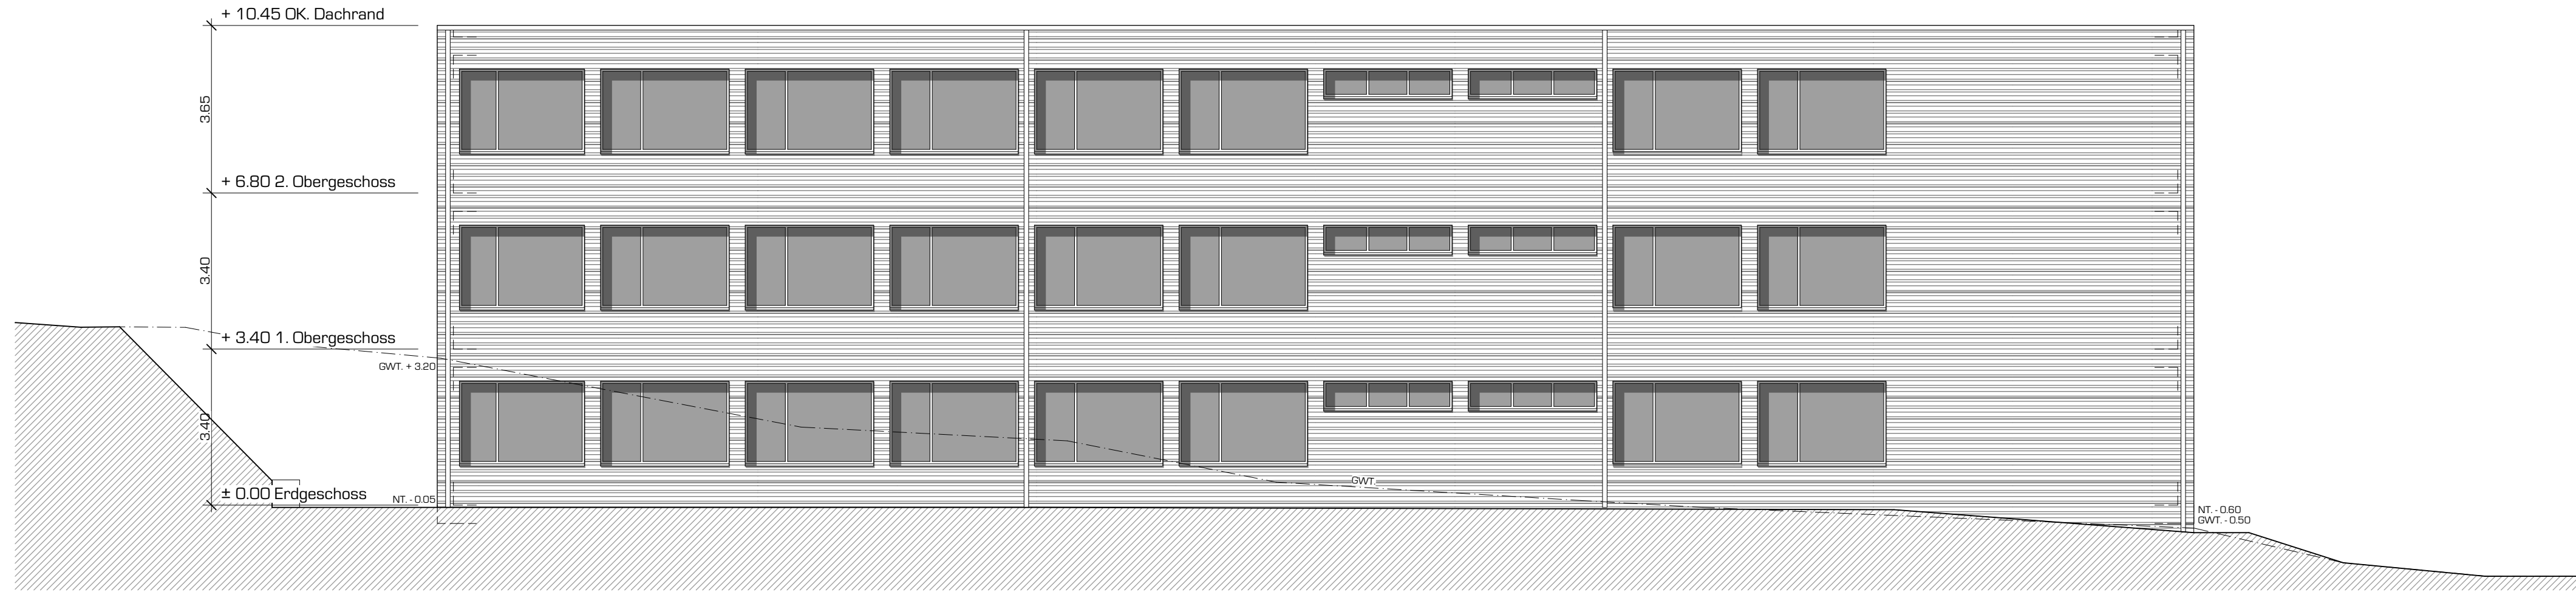 + 10.45 OK. Dachrand
3.65
+ 6.80 2. Obergeschoss
3.40
+ 3.40 1. Obergeschoss
GWT. + 3.20
3.40
± 0.00 Erdgeschoss
NT. - 0.05
GWT.
NT. - 0.60
GWT. - 0.50